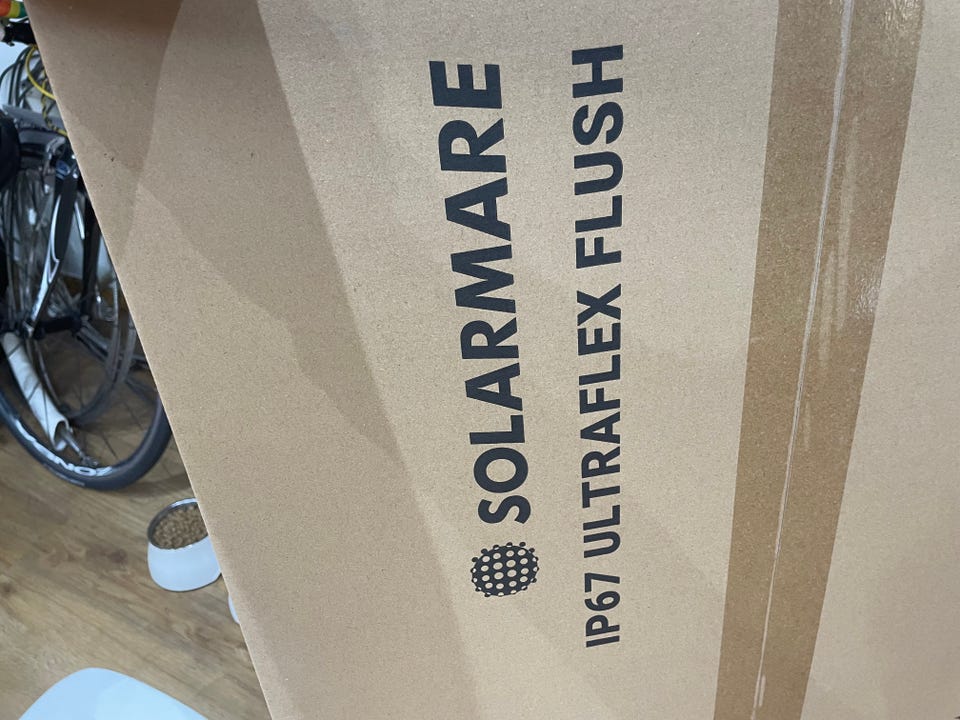 SOLARMARE
IP67 ULTRAFLEX FLUSH